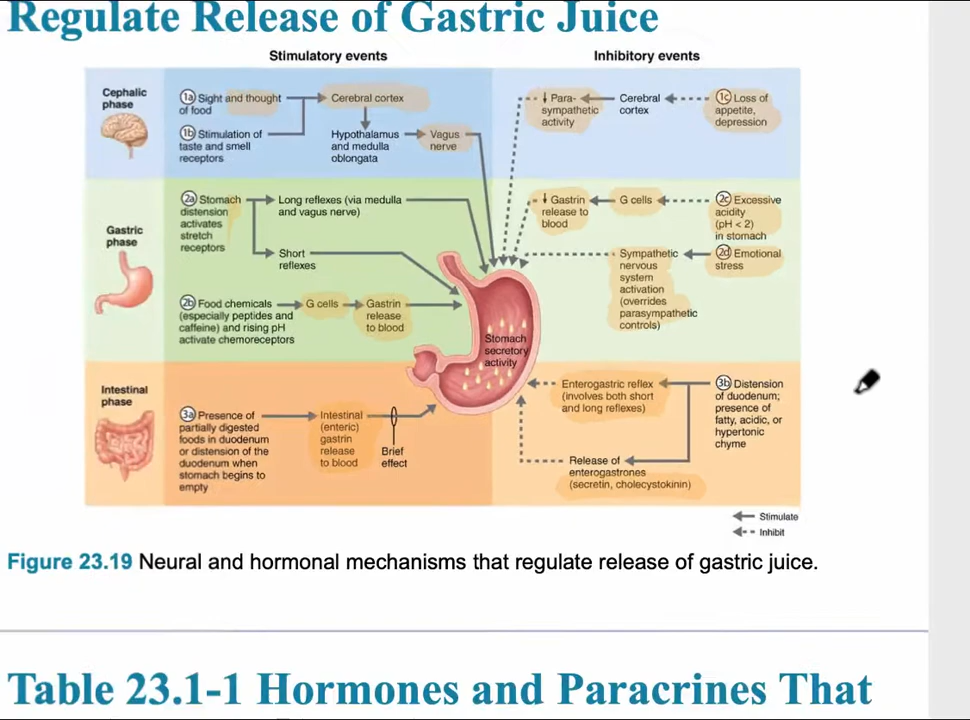 Regulate Release of Gastric Juice
Stimulatory events
Inhibitory events
Cephalic
phase
1a Sight and thought
of food
1b Stimulation of
taste and smell
receptors
Cerebral cortex
Hypothalamus
and medulla
oblongata
Vagus
nerve
↓ Para-
sympathetic
activity
Cerebral
cortex
1c Loss of
appetite,
depression
Gastric
phase
2a Stomach
distension
activates
stretch
receptors
Long reflexes (via medulla
and vagus nerve)
Short
reflexes
2b Food chemicals
(especially peptides and
caffeine) and rising pH
activate chemoreceptors
G cells
Gastrin
release
to blood
↓ Gastrin
release to
blood
G cells
2c Excessive
acidity
(pH < 2)
in stomach
Sympathetic
nervous
system
activation
(overrides
parasympathetic
controls)
2d Emotional
stress
Stomach
secretory
activity
Intestinal
phase
3a Presence of
partially digested
foods in duodenum
or distension of the
duodenum when
stomach begins to
empty
Intestinal
(enteric)
gastrin
release
to blood
Brief
effect
Enterogastric reflex
(involves both short
and long reflexes)
3b Distension
of duodenum;
presence of
fatty, acidic, or
hypertonic
chyme
Release of
enterogastrones
(secretin, cholecystokinin)
Stimulate
Inhibit
Figure 23.19 Neural and hormonal mechanisms that regulate release of gastric juice.
Table 23.1-1 Hormones and Paracrines That